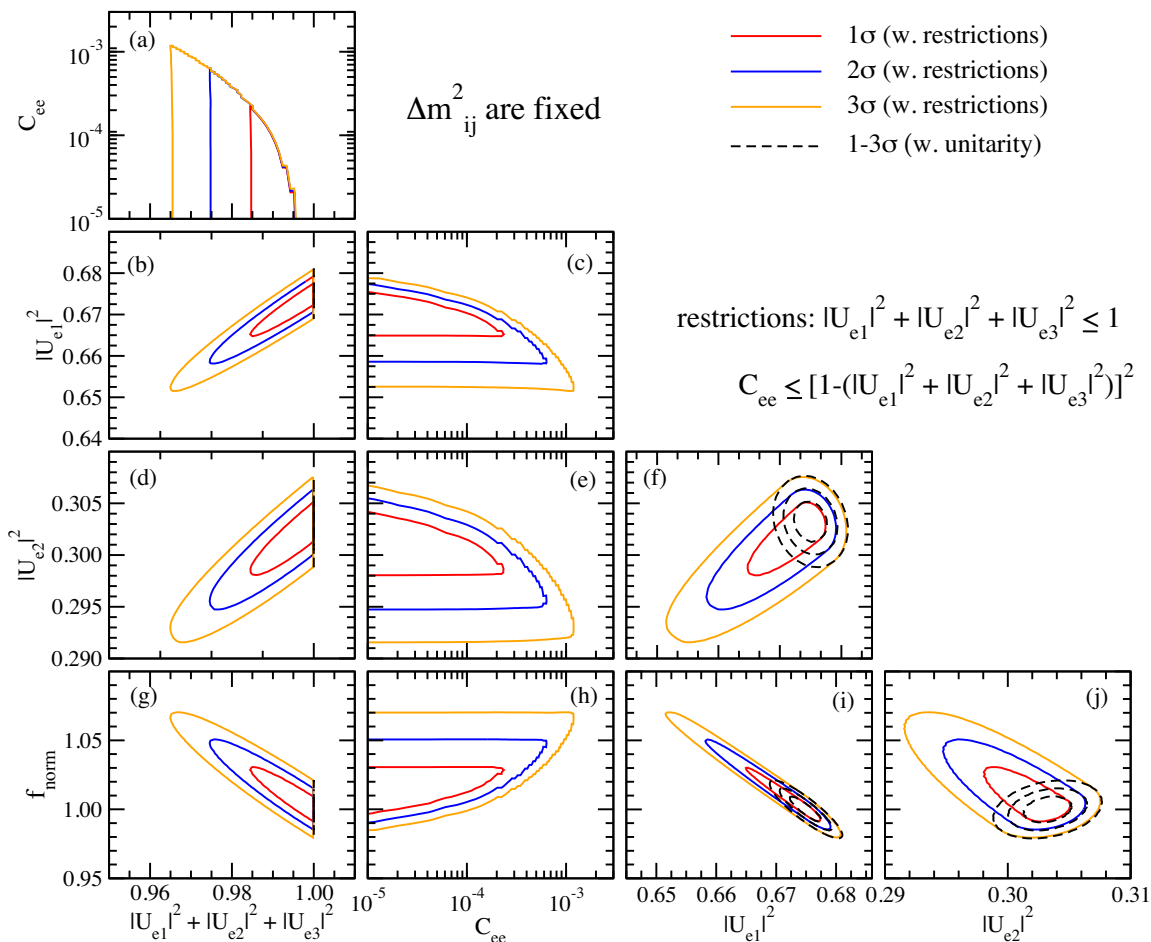 (a)
C_ee
10^-3
10^-4
10^-5
Δm²_ij are fixed
1σ (w. restrictions)
2σ (w. restrictions)
3σ (w. restrictions)
1-3σ (w. unitarity)
(b)
(c)
|U_e1|²
0.68
0.67
0.66
0.65
0.64
restrictions: |U_e1|² + |U_e2|² + |U_e3|² ≤ 1
C_ee ≤ [1-(|U_e1|² + |U_e2|² + |U_e3|²)]²
(d)
(e)
(f)
|U_e2|²
0.305
0.300
0.295
0.290
(g)
(h)
(i)
(j)
f_norm
1.05
1.00
0.95
0.96 0.98 1.00
10^-5 10^-4 10^-3
0.65 0.66 0.67 0.68
0.29 0.30 0.31
|U_e1|² + |U_e2|² + |U_e3|²
C_ee
|U_e1|²
|U_e2|²